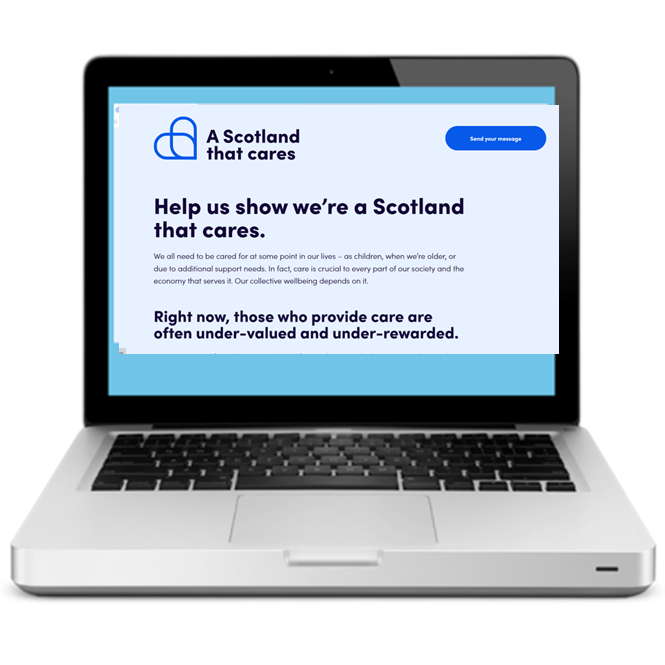 A Scotland
that cares
Send your message
Help us show we're a Scotland
that cares.
We all need to be cared for at some point in our lives – as children, when we're older, or
due to additional support needs. In fact, care is crucial to every part of our society and the
economy that serves it. Our collective wellbeing depends on it.
Right now, those who provide care are
often under-valued and under-rewarded.